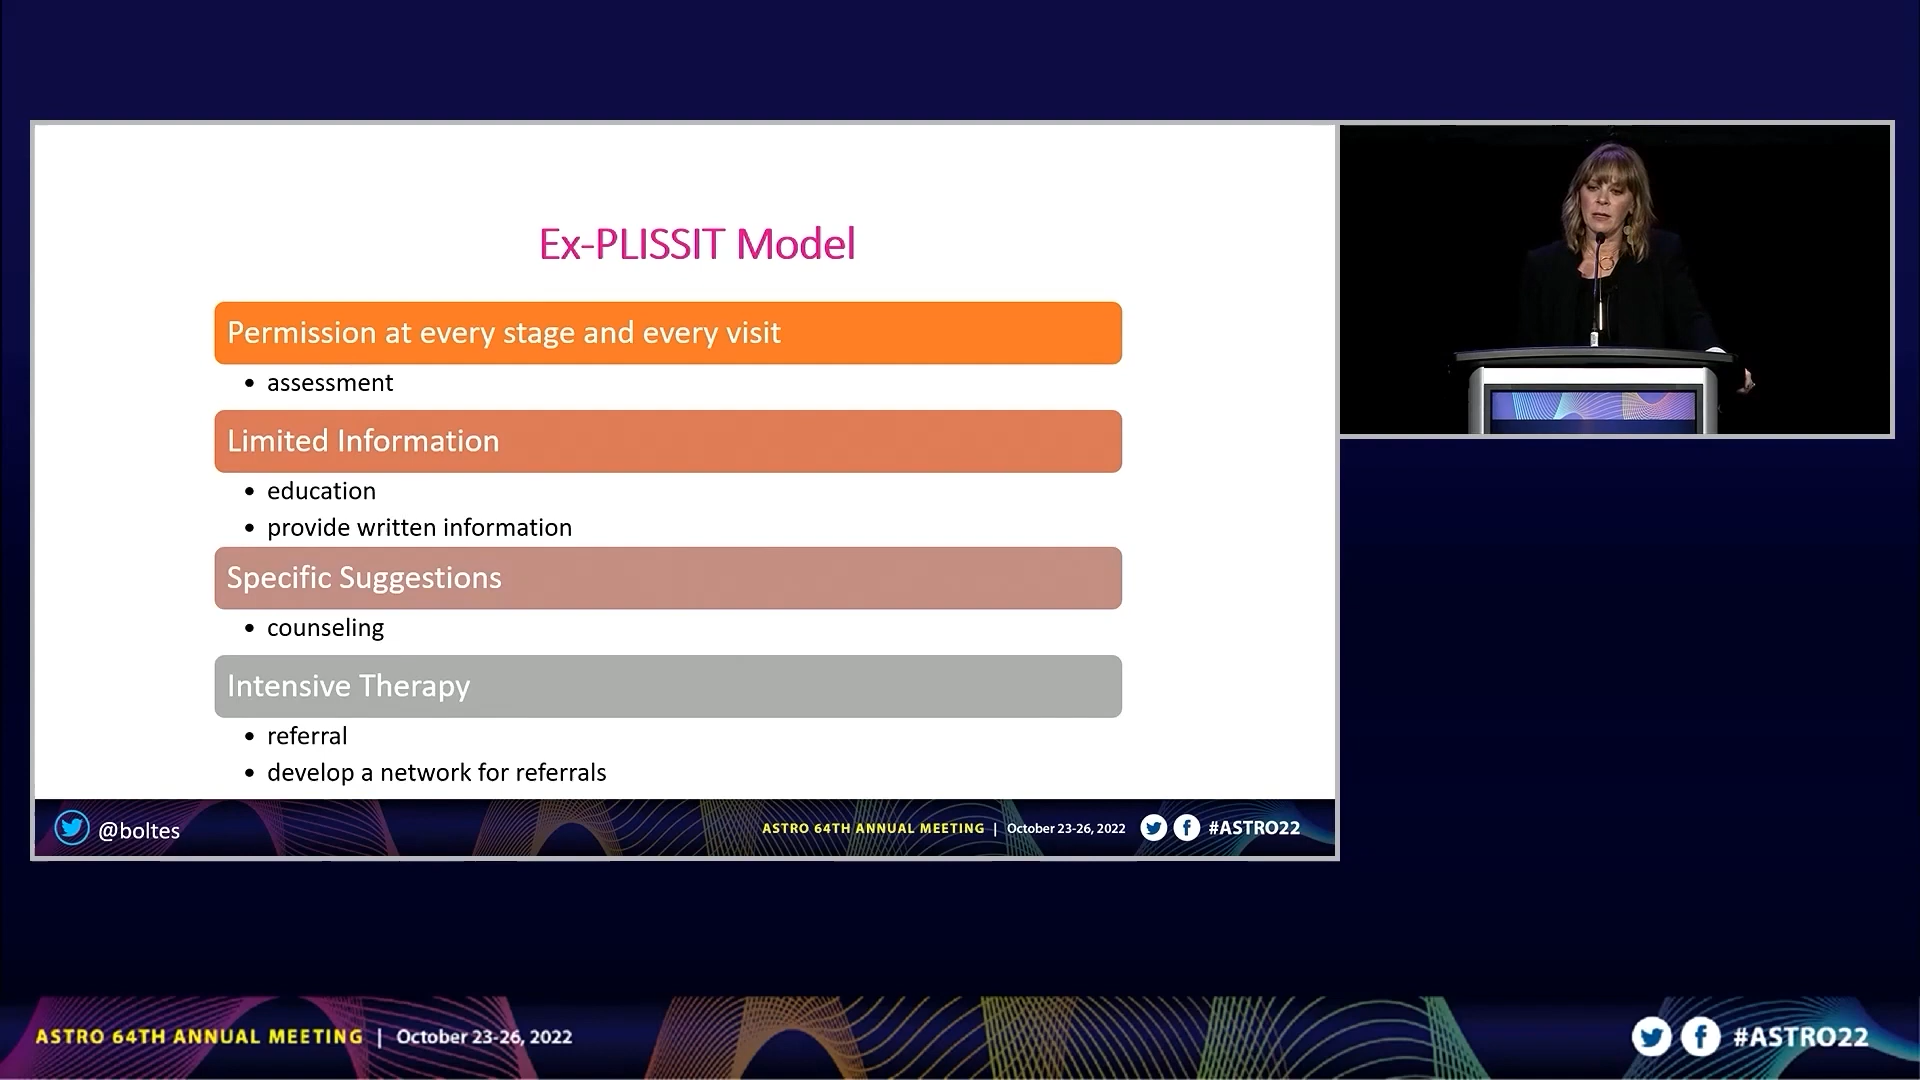 Ex-PLISSIT Model
Permission at every stage and every visit
• assessment
Limited Information
• education
• provide written information
Specific Suggestions
• counseling
Intensive Therapy
• referral
• develop a network for referrals
@boltes
ASTRO 64TH ANNUAL MEETING | October 23-26, 2022 #ASTRO22
ASTRO 64TH ANNUAL MEETING | October 23-26, 2022 #ASTRO22